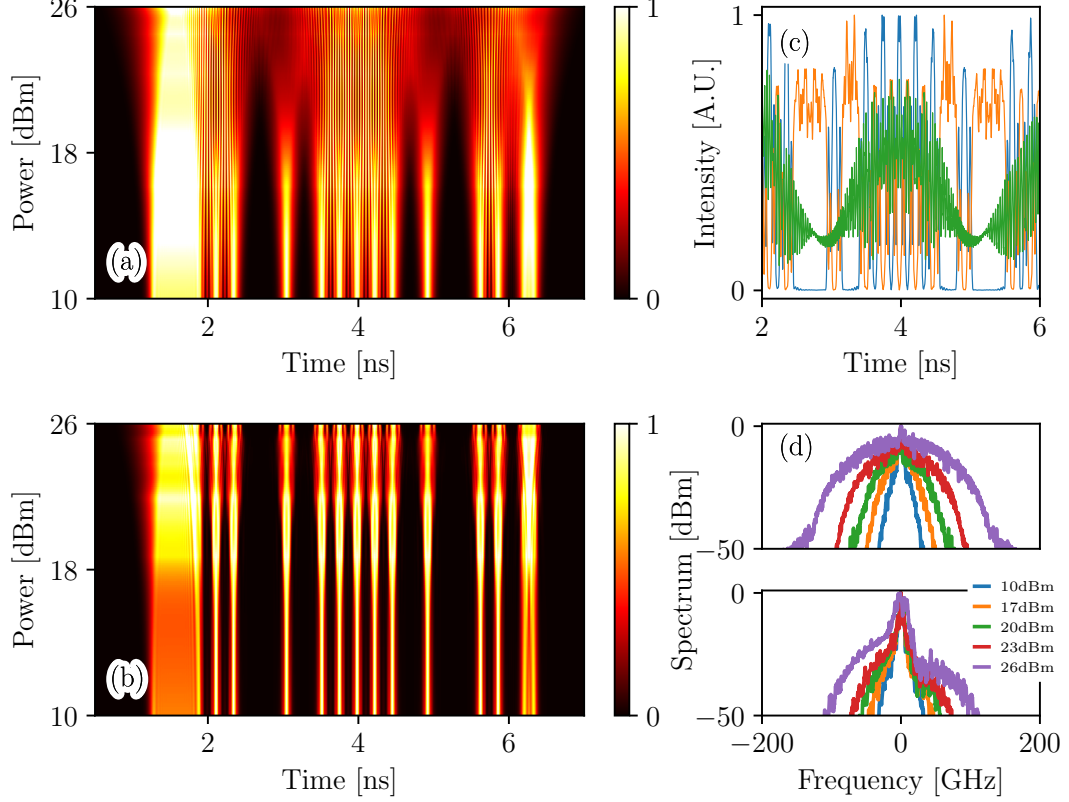 26
18
10
Power [dBm]
(a)
2
4
6
Time [ns]
1
0
1
0
Intensity [A.U.]
(c)
2
4
6
Time [ns]
26
18
10
Power [dBm]
(b)
2
4
6
Time [ns]
1
0
0
−50
(d)
Spectrum [dBm]
0
−50
10dBm
17dBm
20dBm
23dBm
26dBm
−200
0
200
Frequency [GHz]